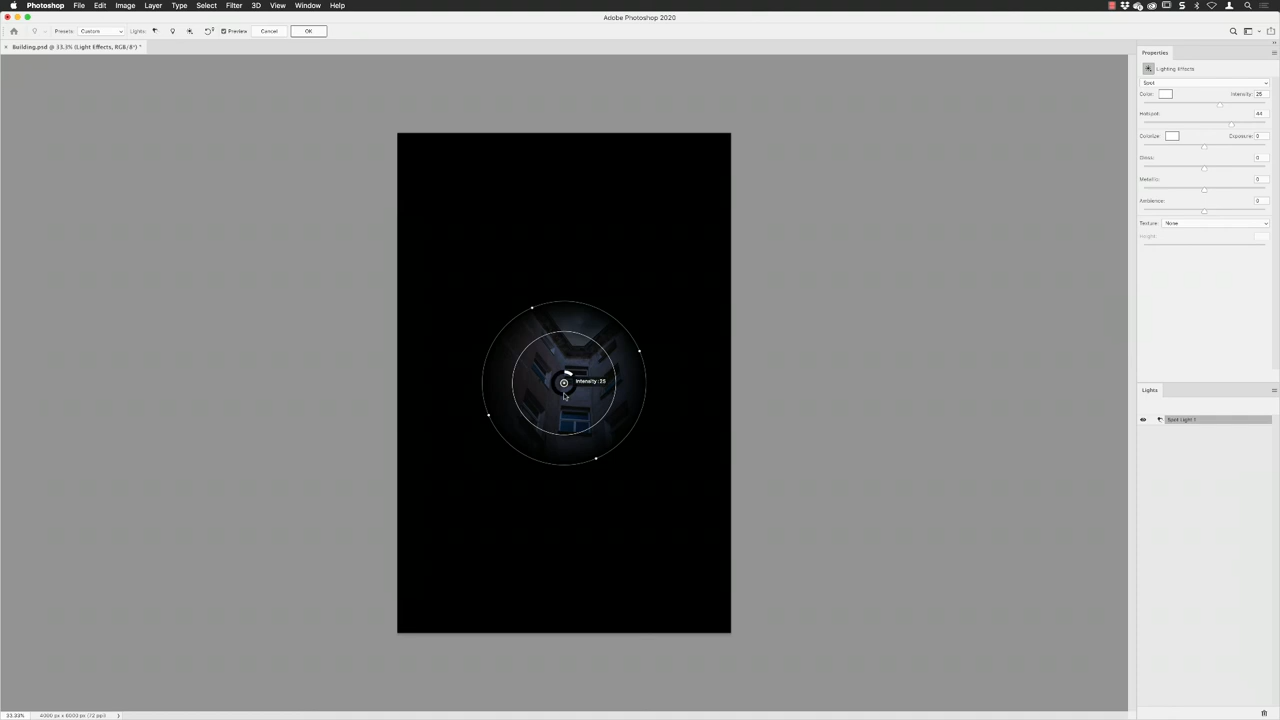 Photoshop File Edit Image Layer Type Select Filter 3D View Window Help
Adobe Photoshop 2020
Presets: Custom Lights: Preview Cancel OK
× Building.psd @ 33.3% (Light Effects, RGB/8*) *
Properties
Lighting Effects
Spot
Color: Intensity: 25
Hotspot: 44
Colorize: Exposure: 0
Gloss: 0
Metallic: 0
Ambience: 0
Texture: None
Height:
Intensity: 25
Lights
Spot Light 1
33.33% 4000 px x 6000 px (72 ppi)